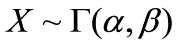 X ~ Γ(α, β)